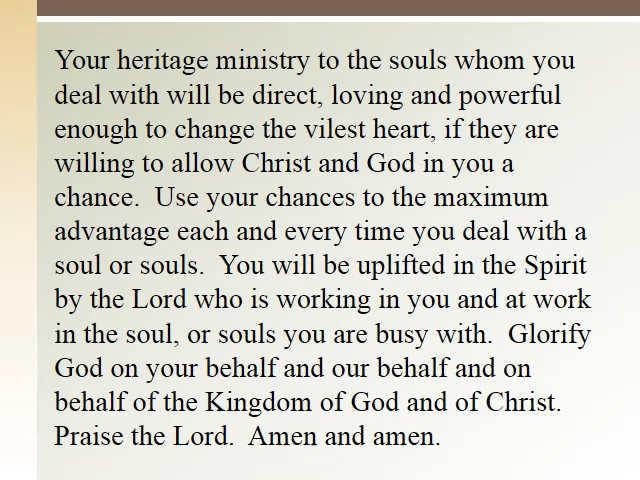 Your heritage ministry to the souls whom you
deal with will be direct, loving and powerful
enough to change the vilest heart, if they are
willing to allow Christ and God in you a
chance.  Use your chances to the maximum
advantage each and every time you deal with a
soul or souls.  You will be uplifted in the Spirit
by the Lord who is working in you and at work
in the soul, or souls you are busy with.  Glorify
God on your behalf and our behalf and on
behalf of the Kingdom of God and of Christ.
Praise the Lord.  Amen and amen.